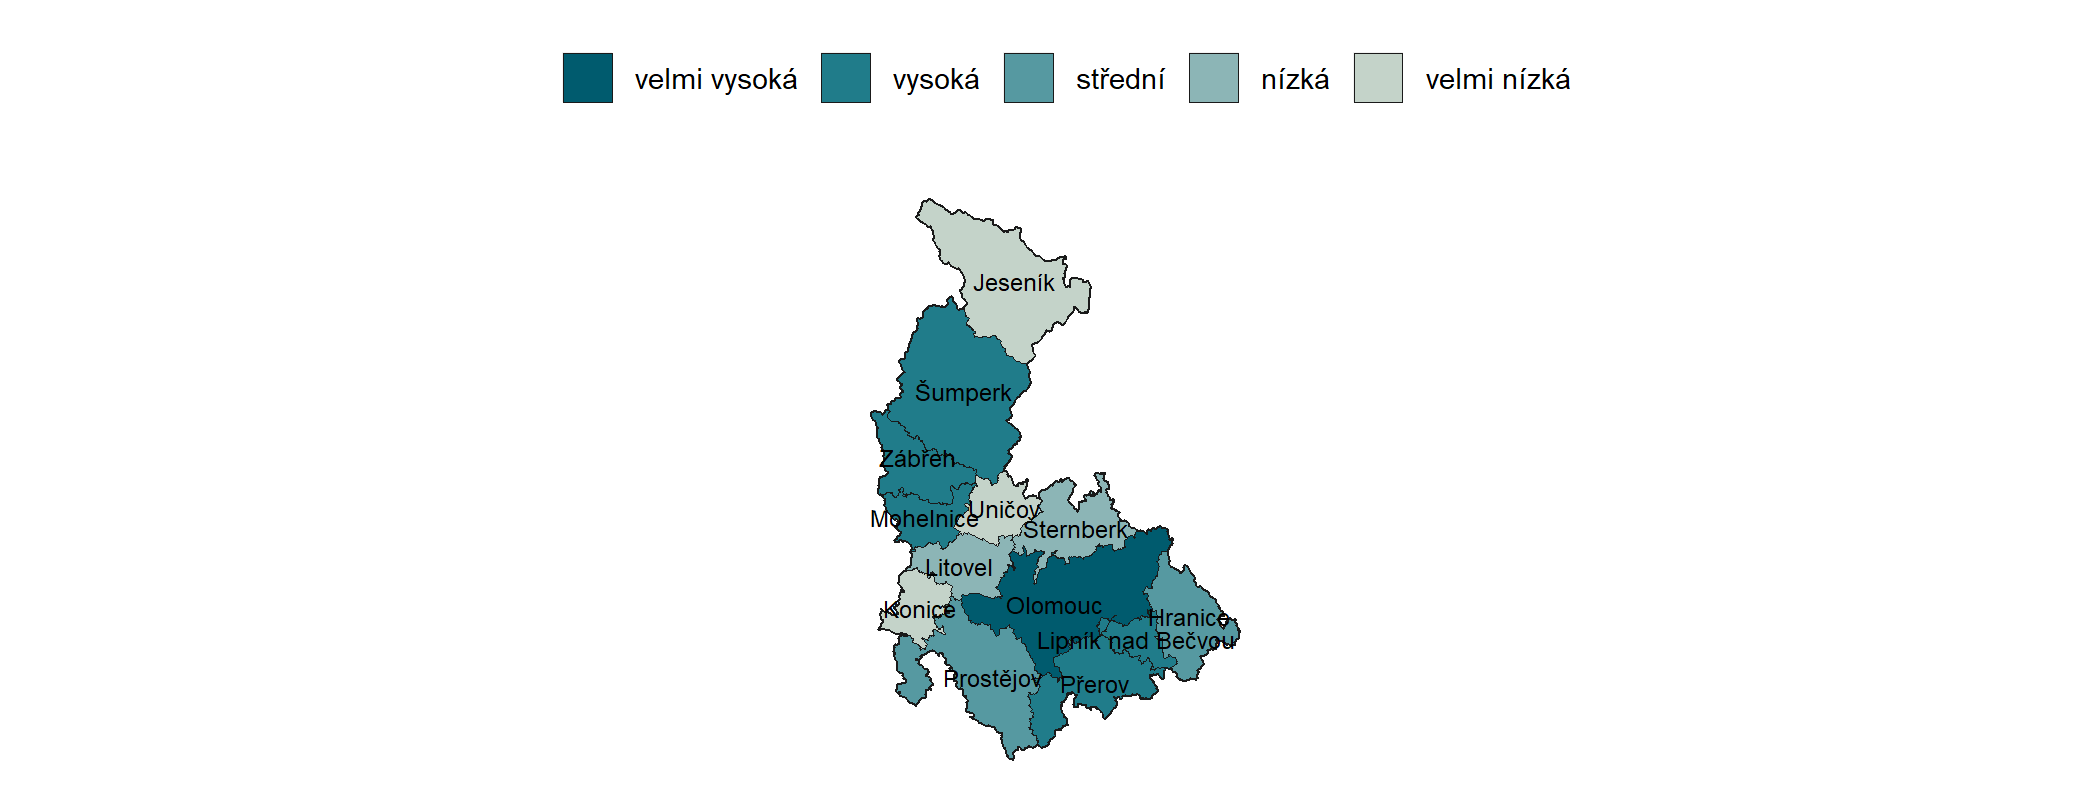 velmi vysoká vysoká střední nízká velmi nízká
Jeseník
Šumperk
Zábřeh
Uničov
Mohelnice
Šternberk
Litovel
Olomouc
Konice
Hranice
Lipník nad Bečvou
Prostějov
Přerov